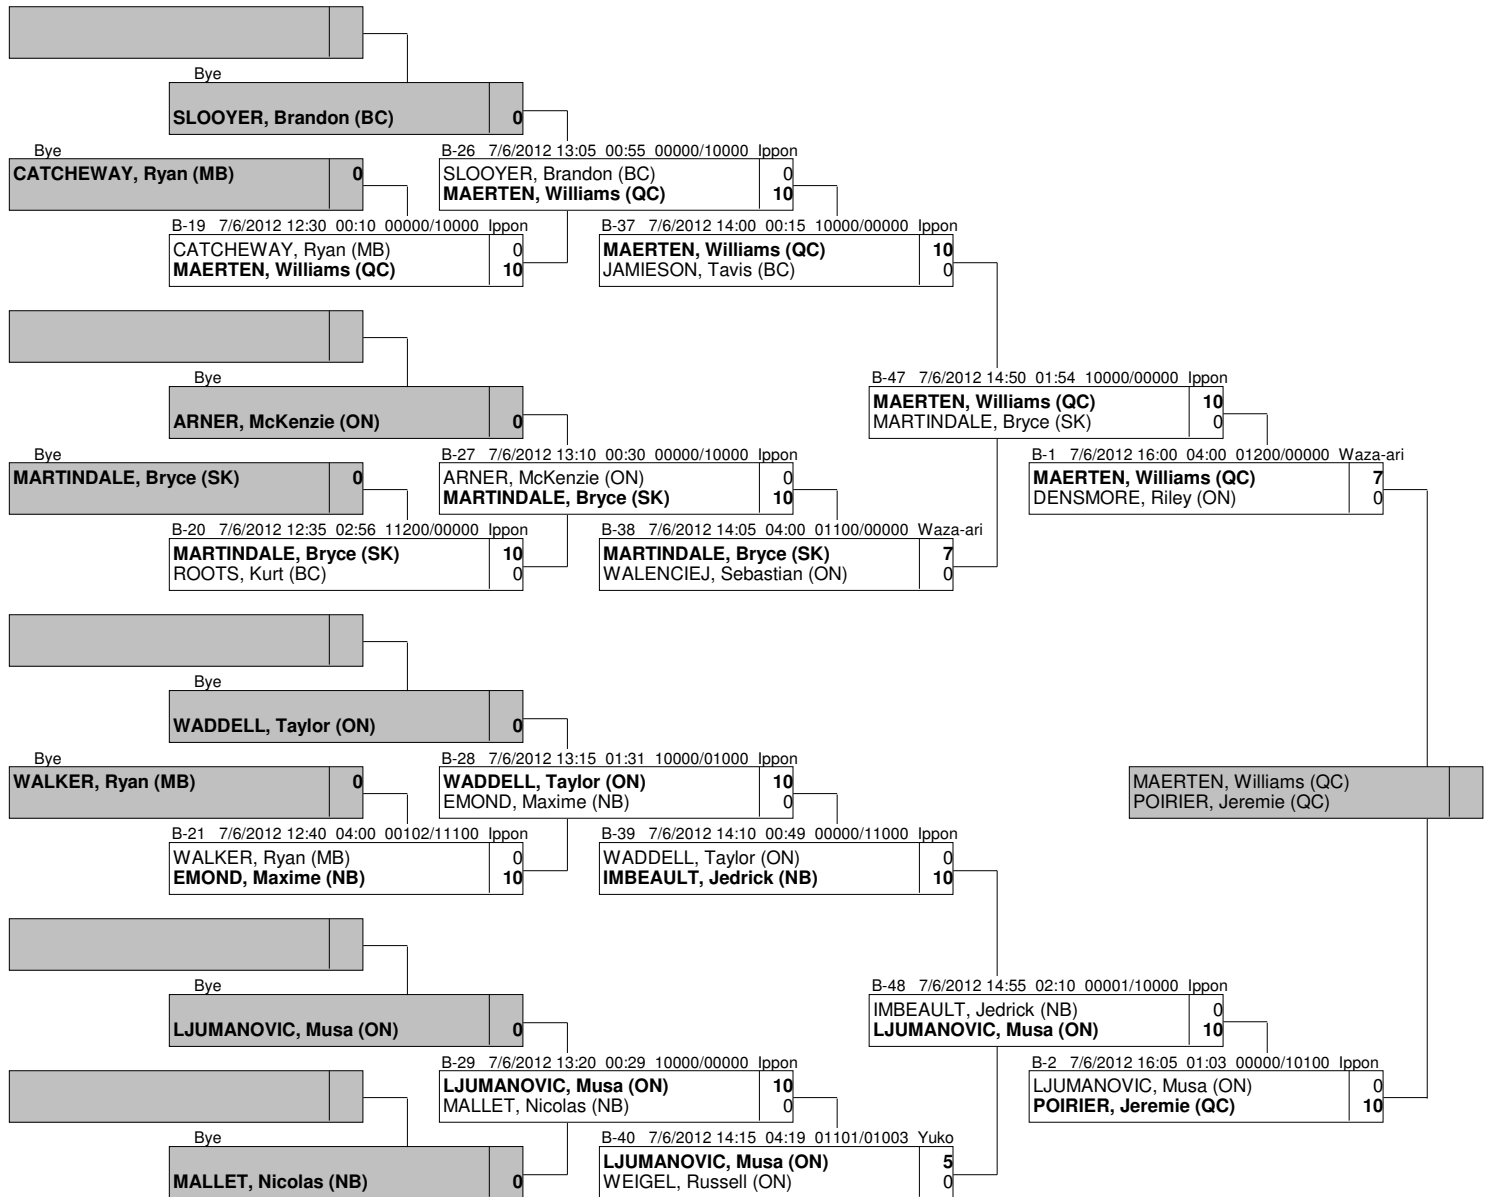 Bye
SLOOYER, Brandon (BC) 0
Bye
CATCHEWAY, Ryan (MB) 0
B-26 7/6/2012 13:05 00:55 00000/10000 Ippon
SLOOYER, Brandon (BC) 0
MAERTEN, Williams (QC) 10
B-19 7/6/2012 12:30 00:10 00000/10000 Ippon
CATCHEWAY, Ryan (MB) 0
MAERTEN, Williams (QC) 10
B-37 7/6/2012 14:00 00:15 10000/00000 Ippon
MAERTEN, Williams (QC) 10
JAMIESON, Tavis (BC) 0
Bye
ARNER, McKenzie (ON) 0
B-47 7/6/2012 14:50 01:54 10000/00000 Ippon
MAERTEN, Williams (QC) 10
MARTINDALE, Bryce (SK) 0
Bye
MARTINDALE, Bryce (SK) 0
B-27 7/6/2012 13:10 00:30 00000/10000 Ippon
ARNER, McKenzie (ON) 0
MARTINDALE, Bryce (SK) 10
B-1 7/6/2012 16:00 04:00 01200/00000 Waza-ari
MAERTEN, Williams (QC) 7
DENSMORE, Riley (ON) 0
B-20 7/6/2012 12:35 02:56 11200/00000 Ippon
MARTINDALE, Bryce (SK) 10
ROOTS, Kurt (BC) 0
B-38 7/6/2012 14:05 04:00 01100/00000 Waza-ari
MARTINDALE, Bryce (SK) 7
WALENCIEJ, Sebastian (ON) 0
Bye
WADDELL, Taylor (ON) 0
Bye
WALKER, Ryan (MB) 0
B-28 7/6/2012 13:15 01:31 10000/01000 Ippon
WADDELL, Taylor (ON) 10
EMOND, Maxime (NB) 0
MAERTEN, Williams (QC)
POIRIER, Jeremie (QC)
B-21 7/6/2012 12:40 04:00 00102/11100 Ippon
WALKER, Ryan (MB) 0
EMOND, Maxime (NB) 10
B-39 7/6/2012 14:10 00:49 00000/11000 Ippon
WADDELL, Taylor (ON) 0
IMBEAULT, Jedrick (NB) 10
Bye
LJUMANOVIC, Musa (ON) 0
B-48 7/6/2012 14:55 02:10 00001/10000 Ippon
IMBEAULT, Jedrick (NB) 0
LJUMANOVIC, Musa (ON) 10
B-29 7/6/2012 13:20 00:29 10000/00000 Ippon
LJUMANOVIC, Musa (ON) 10
MALLET, Nicolas (NB) 0
B-2 7/6/2012 16:05 01:03 00000/10100 Ippon
LJUMANOVIC, Musa (ON) 0
POIRIER, Jeremie (QC) 10
Bye
MALLET, Nicolas (NB) 0
B-40 7/6/2012 14:15 04:19 01101/01003 Yuko
LJUMANOVIC, Musa (ON) 5
WEIGEL, Russell (ON) 0